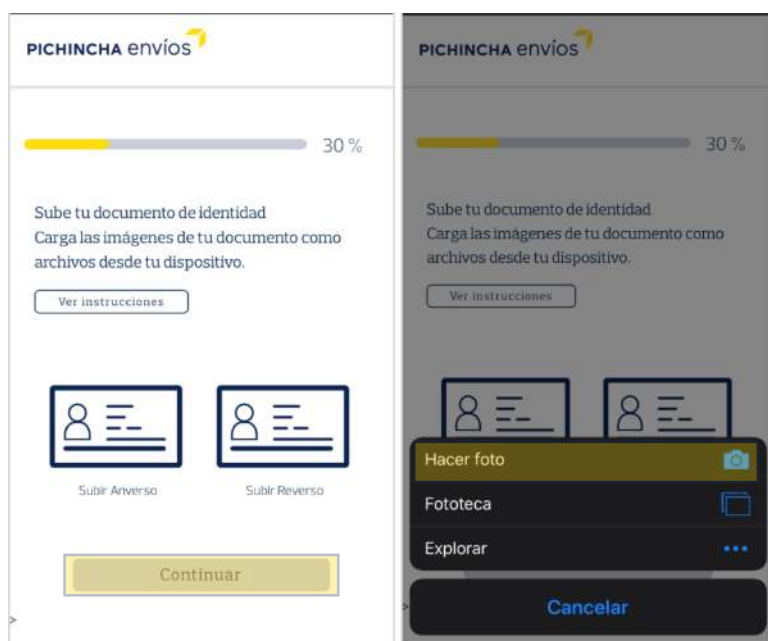 PICHINCHA envíos
30 %
Sube tu documento de identidad
Carga las imágenes de tu documento como
archivos desde tu dispositivo.
Ver instrucciones
Subir Anverso
Subir Reverso
Continuar
>
PICHINCHA envíos
30 %
Sube tu documento de identidad
Carga las imágenes de tu documento como
archivos desde tu dispositivo.
Ver instrucciones
Hacer foto
Fototeca
Explorar
>
Cancelar